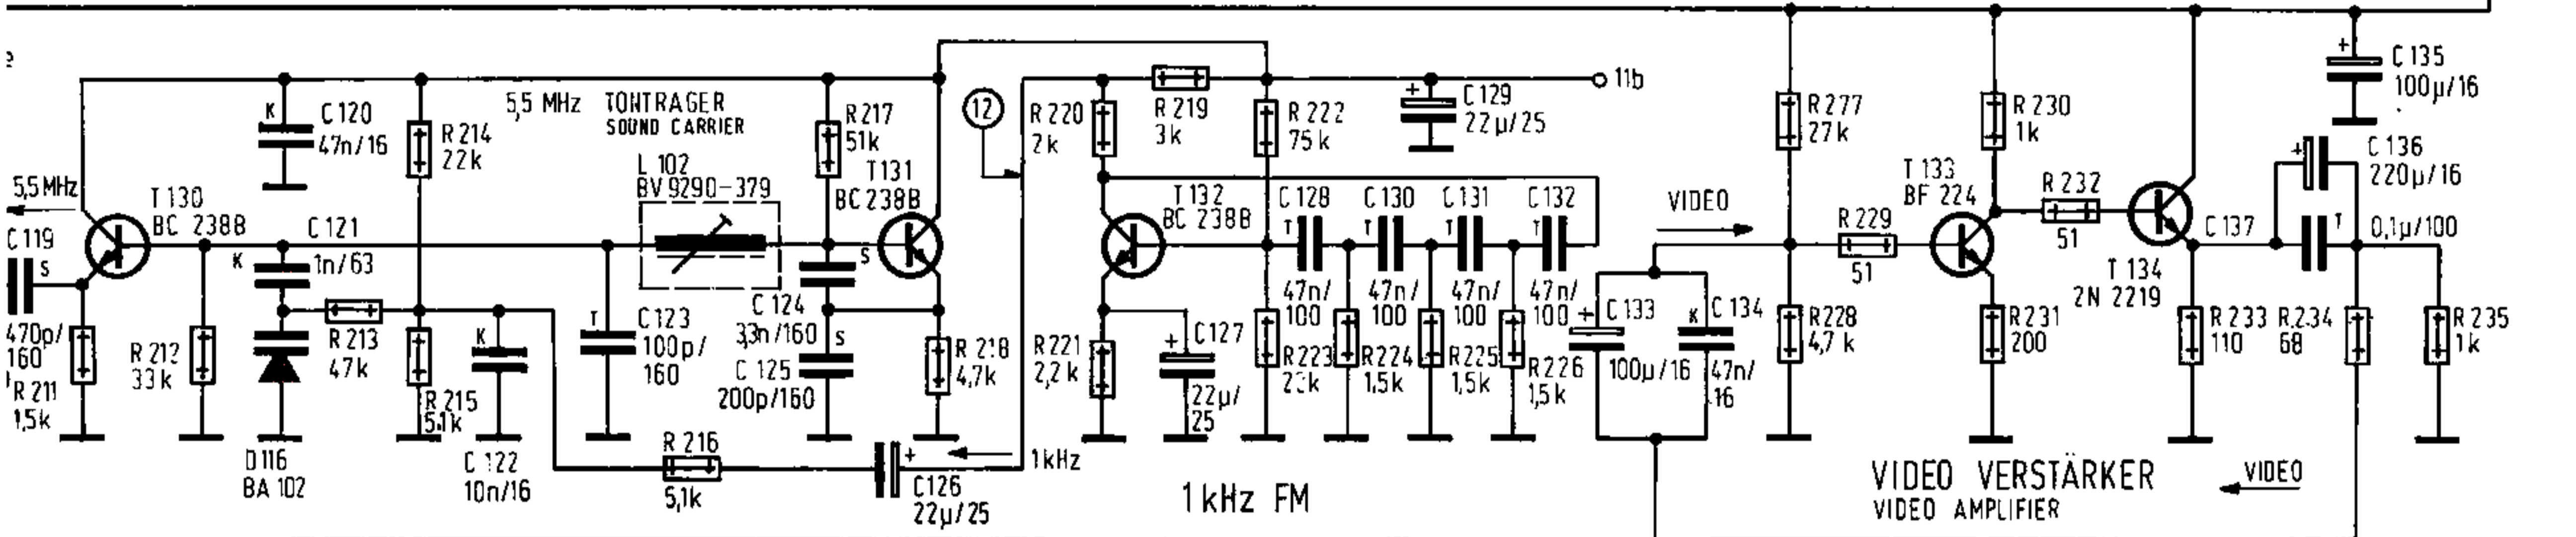 5,5 MHz
C 119
S
470p/
160
R 211
1,5k
T 130
BC 238B
R 212
33k
K
C 120
47n/16
C 121
K
1n/63
D 116
BA 102
R 213
47k
R 214
22k
R 215
5,1k
K
C 122
10n/16
5,5 MHz TONTRAGER
SOUND CARRIER
L 102
BV 9290-379
T
C 123
100p/
160
R 216
5,1k
R 217
51k
T 131
BC 238B
S
C 124
3,3n/160
S
C 125
200p/160
R 218
4,7k
+
C126
22µ/25
1kHz
12
R 220
2k
R 219
3k
R 222
75k
+
C 129
22µ/25
11b
T 132
BC 238B
R 221
2,2k
+
C 127
22µ/
25
C 128
T
47n/
100
R 223
C 130
T
47n/
100
R 224
1,5k
C 131
T
47n/
100
R 225
1,5k
C 132
T
47n/
100
R 226
1,5k
1kHz FM
VIDEO
+
C 133
100µ/16
K
C 134
47n/
16
R 277
27k
R 228
4,7k
R 229
51
T 133
BF 224
R 230
1k
R 231
200
R 232
51
T 134
2N 2219
R 233
110
C 137
T
0,1µ/100
+
C 136
220µ/16
+
C 135
100µ/16
R 234
68
R 235
1k
VIDEO VERSTÄRKER
VIDEO AMPLIFIER
VIDEO